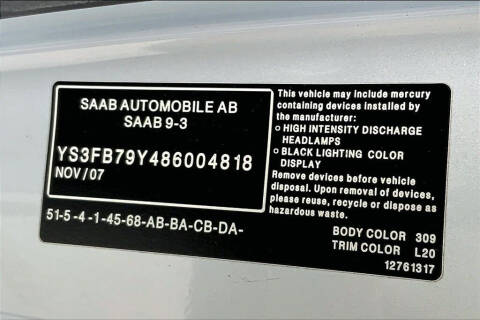 SAAB AUTOMOBILE AB
SAAB 9-3
YS3FB79Y486004818
NOV/07
51-5-4-1-45-68-AB-BA-CB-DA-
This vehicle may include mercury
containing devices installed by
the manufacturer:
○ HIGH INTENSITY DISCHARGE
HEADLAMPS
○ BLACK LIGHTING COLOR
DISPLAY
Remove devices before vehicle
disposal. Upon removal of devices,
please reuse, recycle or dispose as
hazardous waste.
BODY COLOR 309
TRIM COLOR L20
12761317